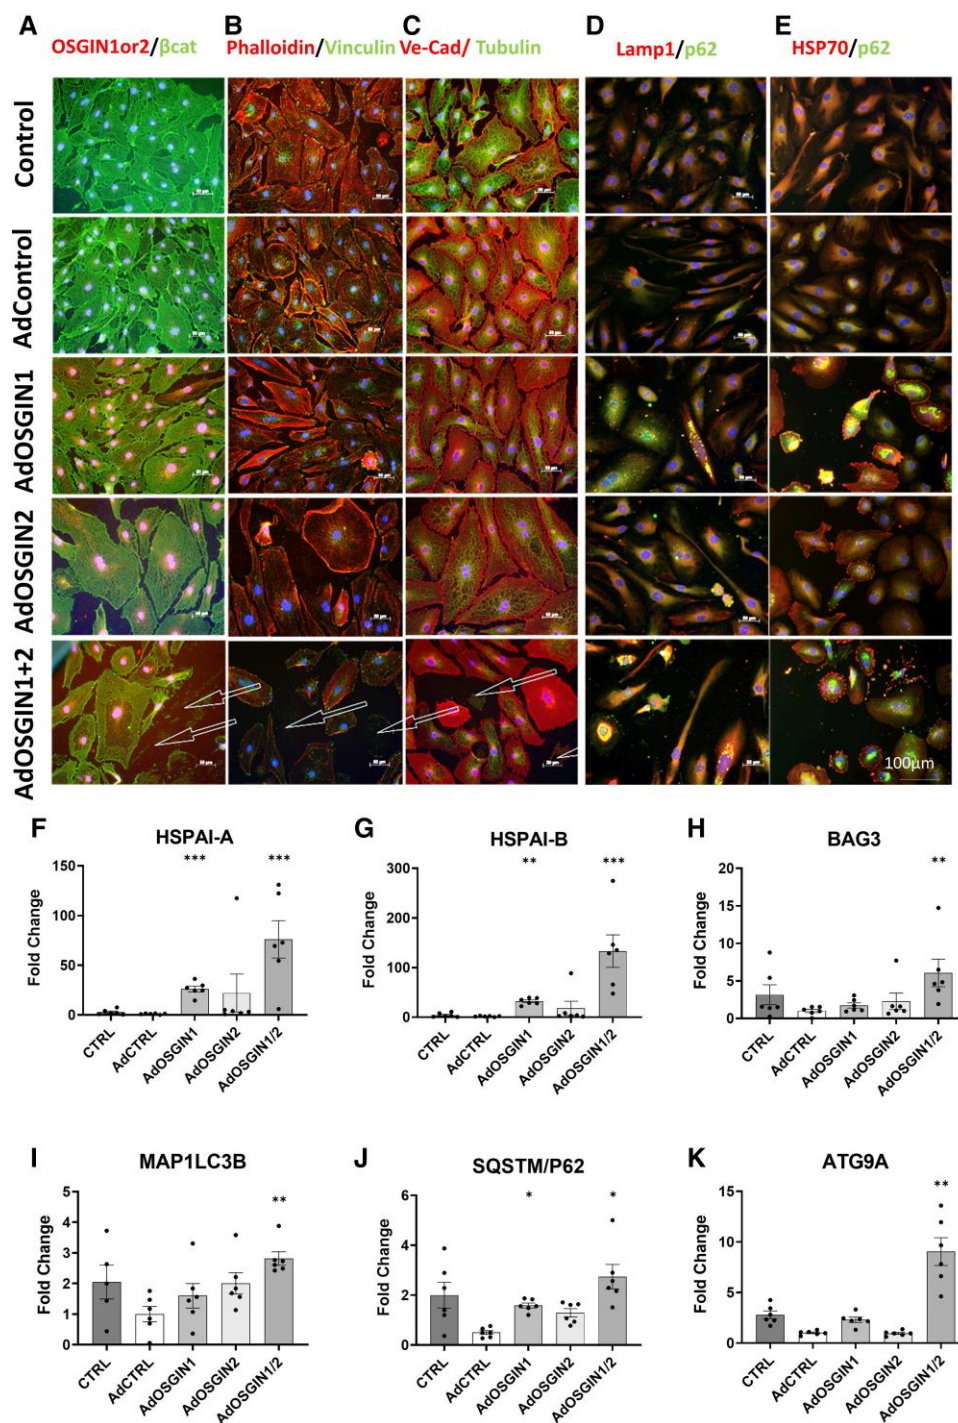 A B C D E
OSGIN1or2/βcat Phalloidin/Vinculin Ve-Cad/ Tubulin Lamp1/p62 HSP70/p62
Control
AdControl
AdOSGIN1
AdOSGIN2
AdOSGIN1+2
100μm
F
HSPAI-A
***
***
Fold Change
150
100
50
0
CTRL
AdCTRL
AdOSGIN1
AdOSGIN2
AdOSGIN1/2
G
HSPAI-B
**
***
Fold Change
300
200
100
0
CTRL
AdCTRL
AdOSGIN1
AdOSGIN2
AdOSGIN1/2
H
BAG3
**
Fold Change
20
15
10
5
0
CTRL
AdCTRL
AdOSGIN1
AdOSGIN2
AdOSGIN1/2
I
MAP1LC3B
**
Fold Change
5
4
3
2
1
0
CTRL
AdCTRL
AdOSGIN1
AdOSGIN2
AdOSGIN1/2
J
SQSTM/P62
*
*
Fold Change
6
4
2
0
CTRL
AdCTRL
AdOSGIN1
AdOSGIN2
AdOSGIN1/2
K
ATG9A
**
Fold Change
15
10
5
0
CTRL
AdCTRL
AdOSGIN1
AdOSGIN2
AdOSGIN1/2